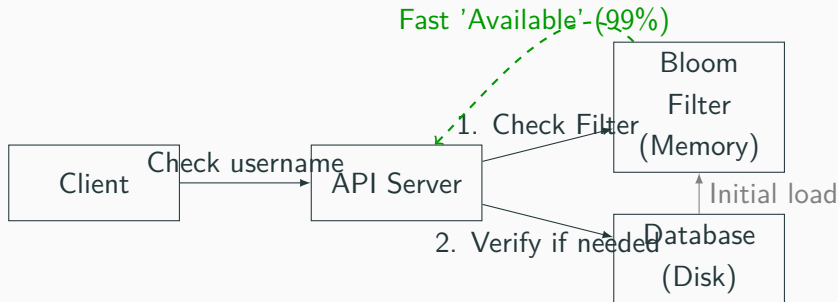 Fast 'Available' (99%)
Bloom
Filter
(Memory)
1. Check Filter
Check username
Client
API Server
Initial load
2. Verify if needed
Database
(Disk)